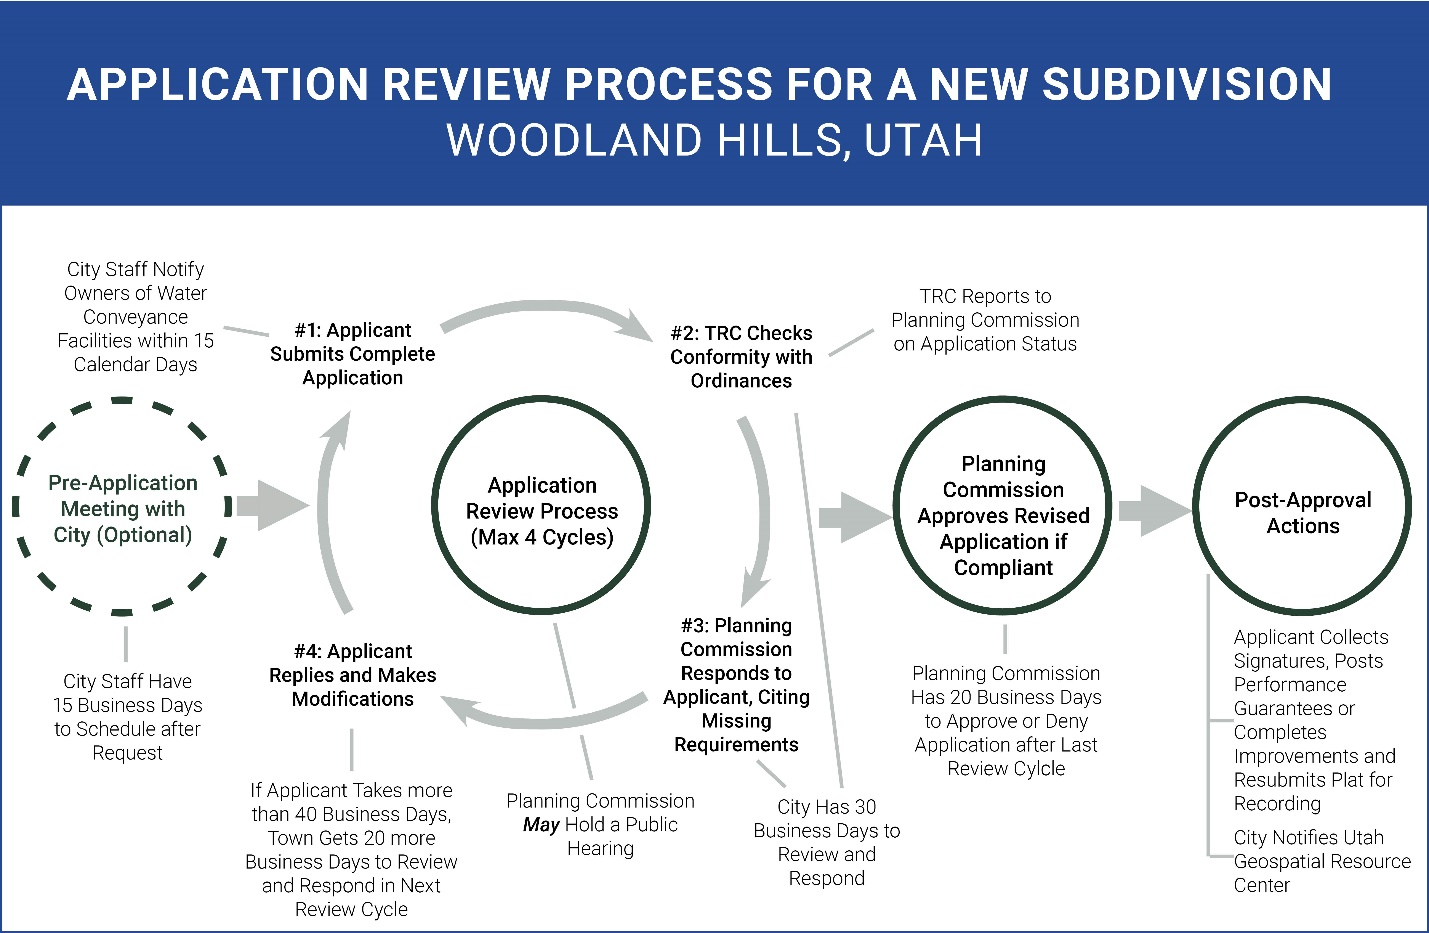 APPLICATION REVIEW PROCESS FOR A NEW SUBDIVISION
WOODLAND HILLS, UTAH
City Staff Notify
Owners of Water
Conveyance
Facilities within 15
Calendar Days
#1: Applicant
Submits Complete
Application
#2: TRC Checks
Conformity with
Ordinances
TRC Reports to
Planning Commission
on Application Status
Pre-Application
Meeting with
City (Optional)
Application
Review Process
(Max 4 Cycles)
Planning
Commission
Approves Revised
Application if
Compliant
Post-Approval
Actions
City Staff Have
15 Business Days
to Schedule after
Request
#4: Applicant
Replies and Makes
Modifications
#3: Planning
Commission
Responds to
Applicant, Citing
Missing
Requirements
Planning Commission
Has 20 Business Days
to Approve or Deny
Application after Last
Review Cylcle
Applicant Collects
Signatures, Posts
Performance
Guarantees or
Completes
Improvements and
Resubmits Plat for
Recording
If Applicant Takes more
than 40 Business Days,
Town Gets 20 more
Business Days to Review
and Respond in Next
Review Cycle
Planning Commission
May Hold a Public
Hearing
City Has 30
Business Days to
Review and
Respond
City Notifies Utah
Geospatial Resource
Center